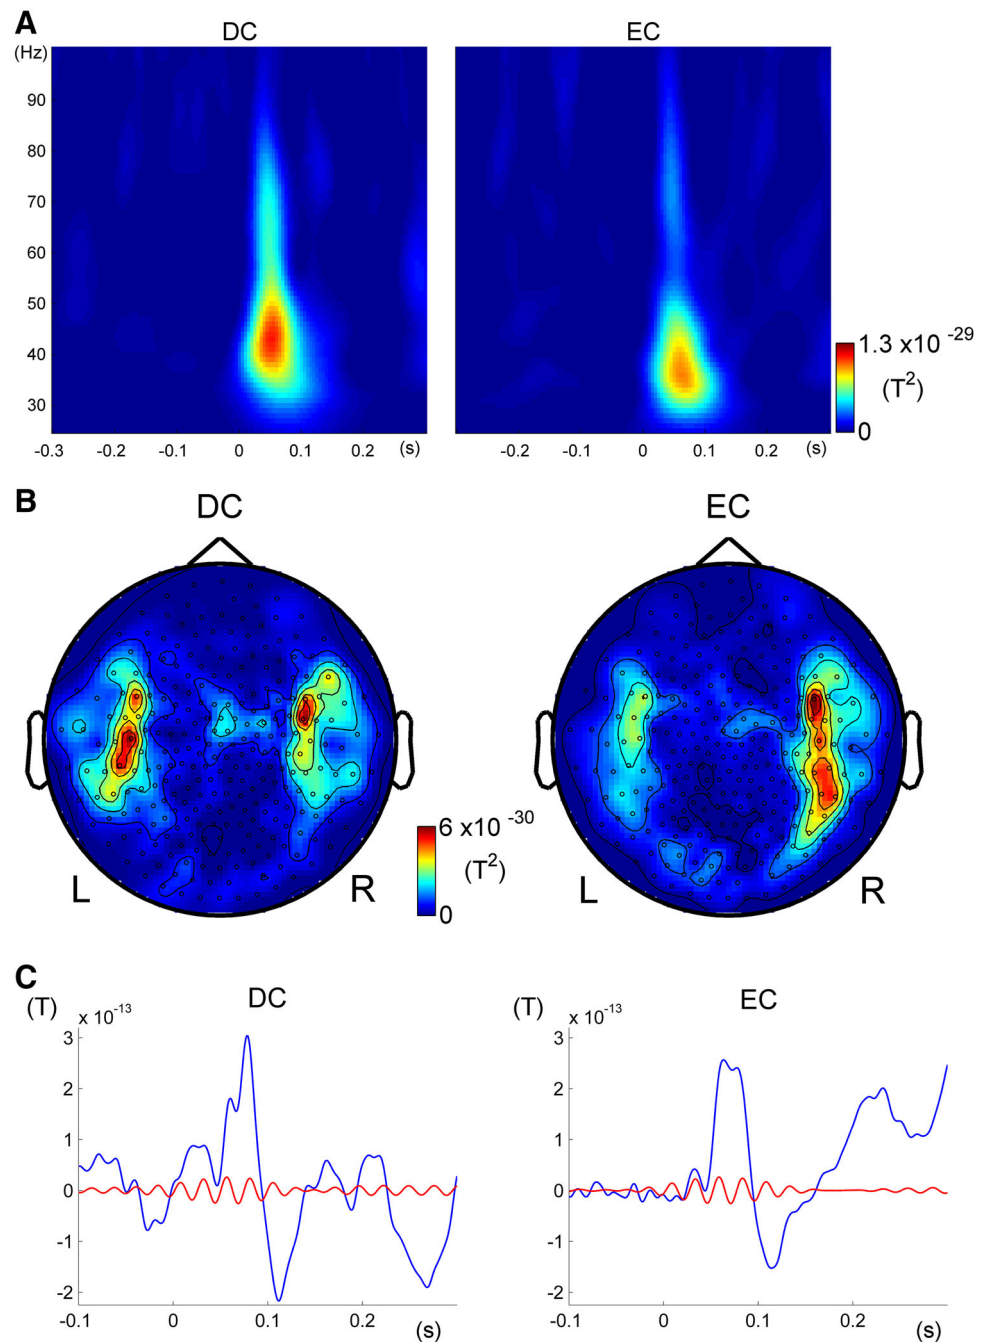 A
DC
EC
(Hz)
90
80
70
60
50
40
30
-0.3 -0.2 -0.1 0 0.1 0.2 (s)
-0.2 -0.1 0 0.1 0.2 (s)
1.3 x10 -29
(T2)
0
B
DC
EC
L
R
L
R
6 x10 -30
(T2)
0
C
DC
(T)
x 10-13
3
2
1
0
-1
-2
-0.1 0 0.1 0.2 (s)
EC
(T)
x 10-13
3
2
1
0
-1
-2
-0.1 0 0.1 0.2 (s)